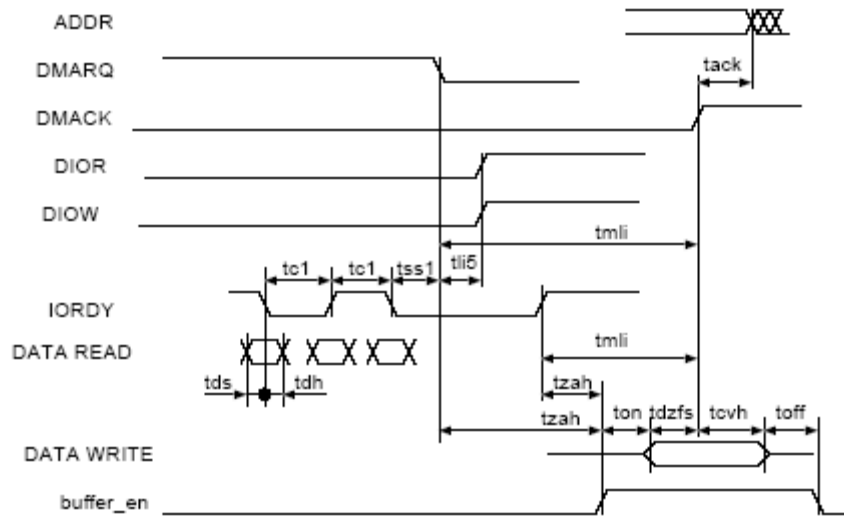 ADDR
DMARQ
tack
DMACK
DIOR
DIOW
tmli
tc1 tc1 tss1 tli5
IORDY
DATA READ
tmli
tds tdh
tzah
tzah
ton tdzfs tcvh toff
DATA WRITE
buffer_en